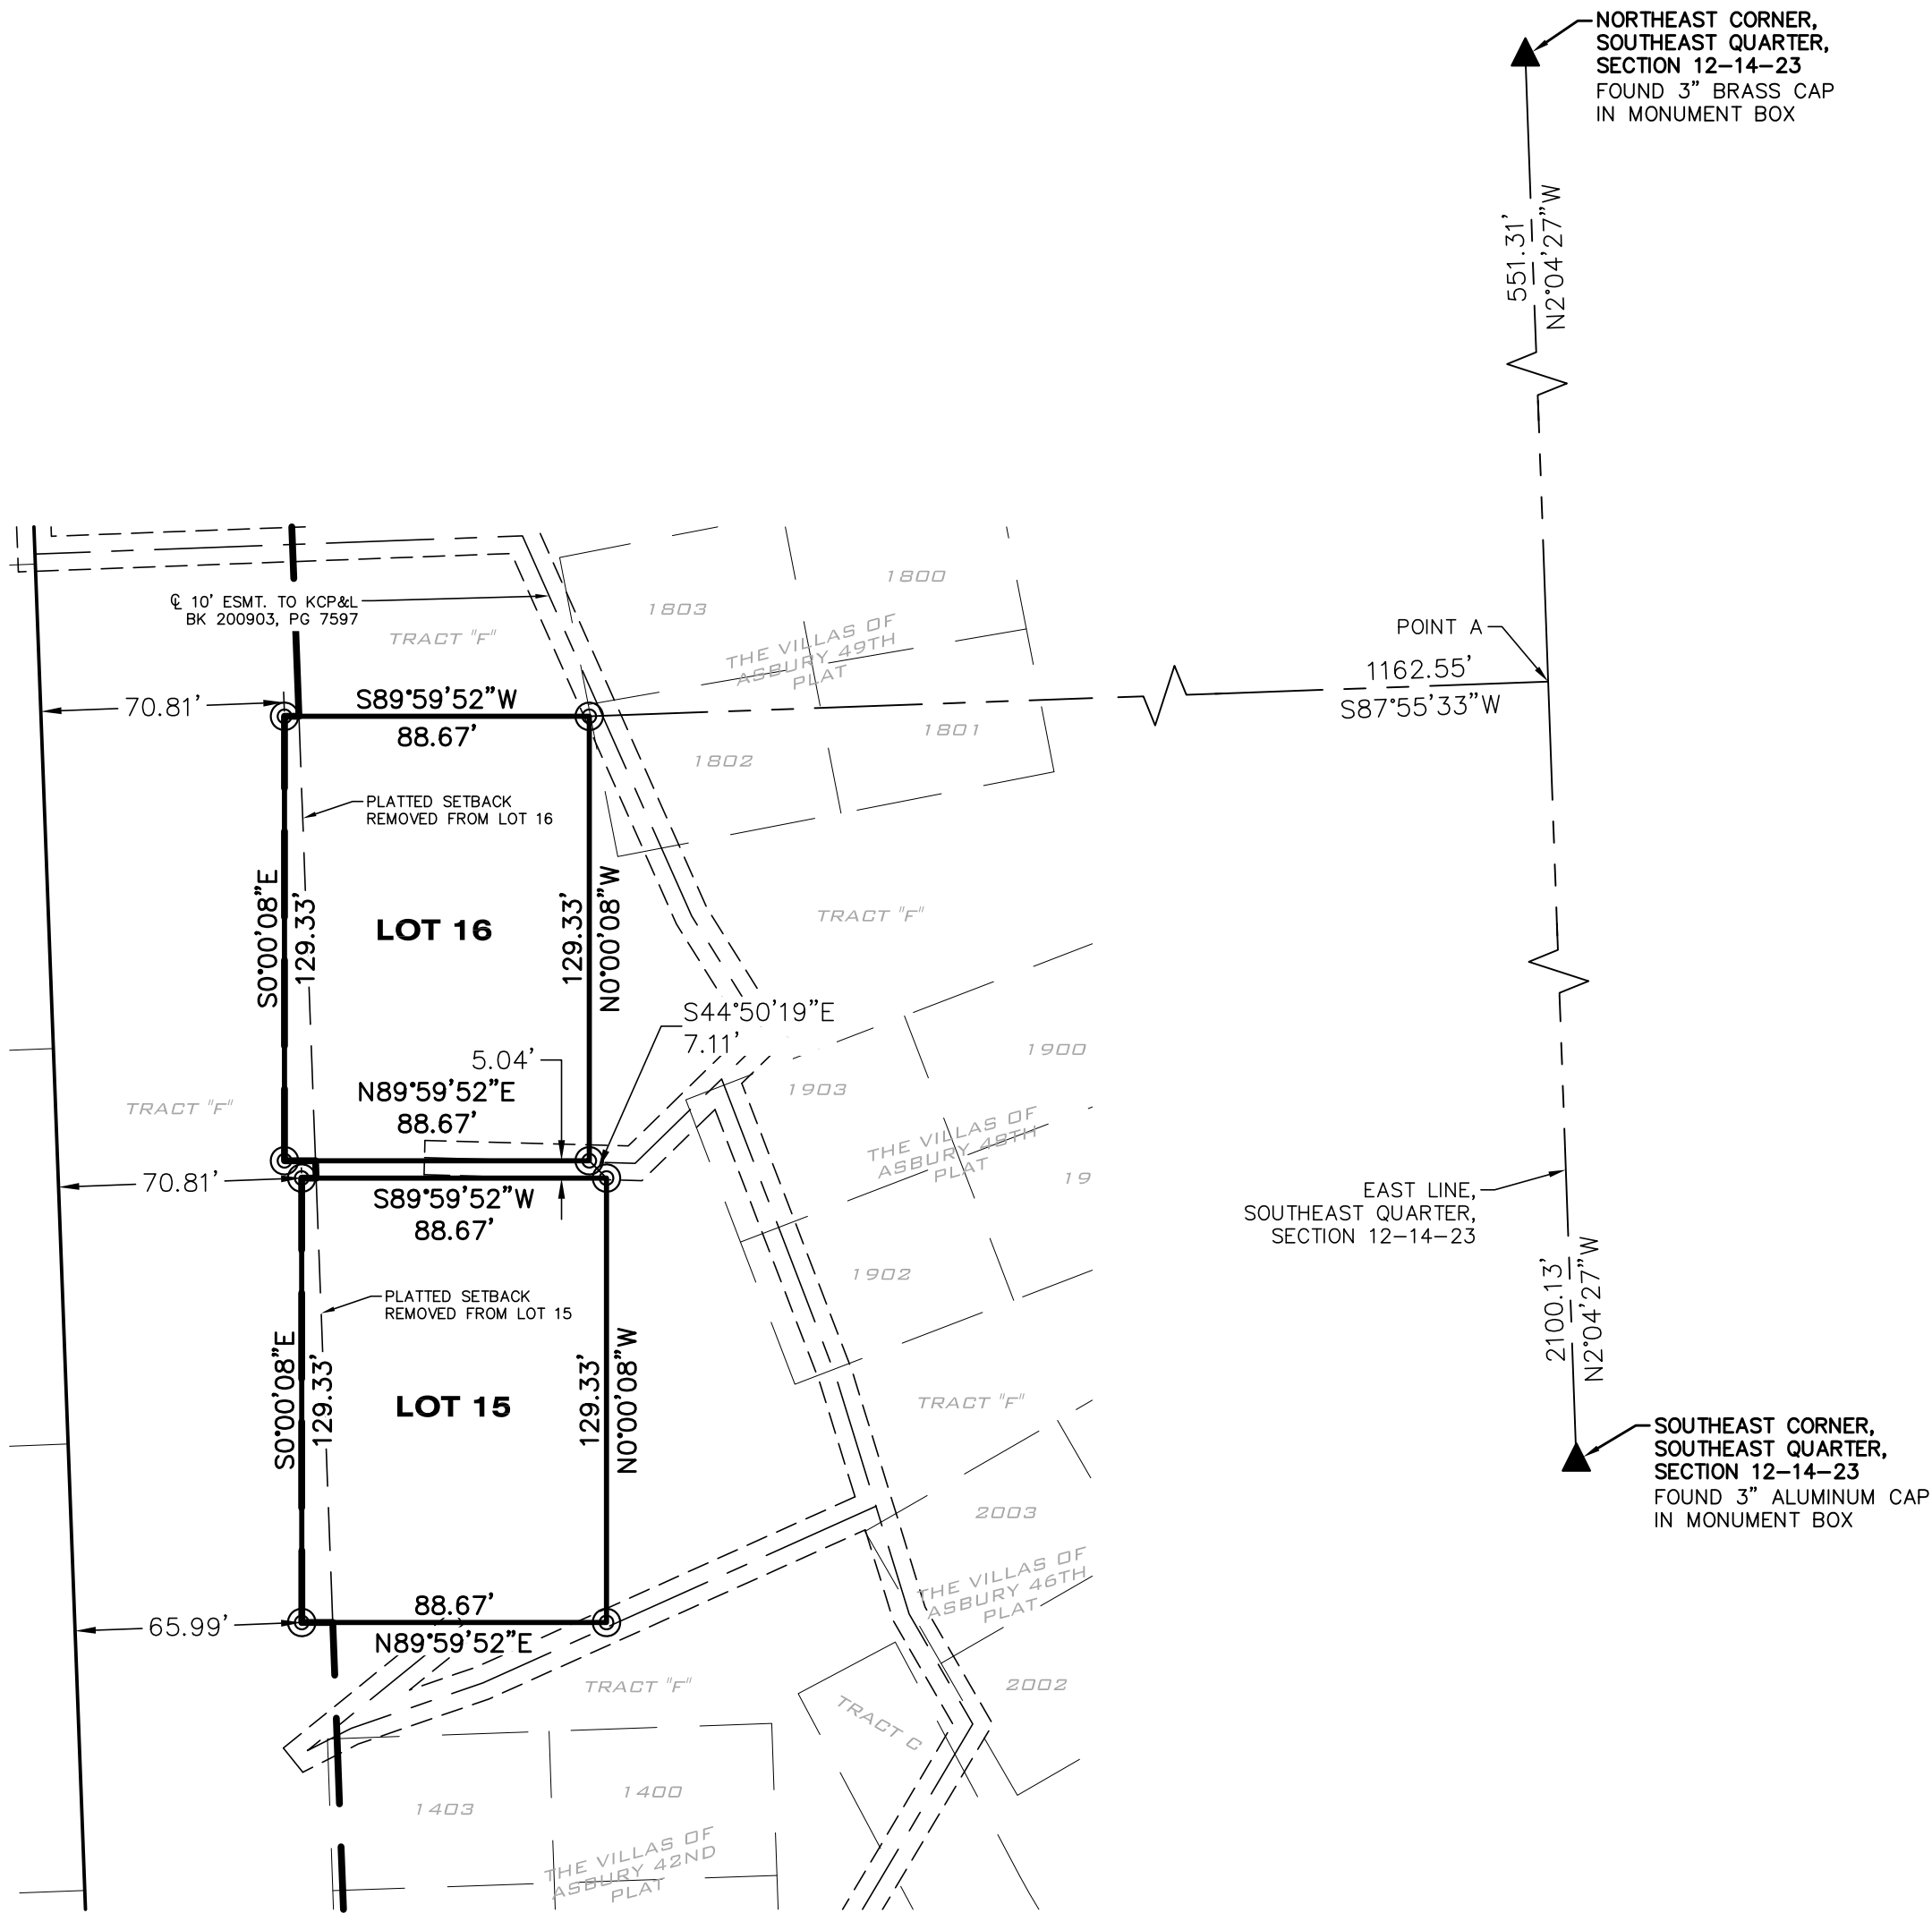 NORTHEAST CORNER,
SOUTHEAST QUARTER,
SECTION 12–14–23
FOUND 3" BRASS CAP
IN MONUMENT BOX
551.31'
N2°04'27"W
1800
1803
℄ 10' ESMT. TO KCP&L
BK 200903, PG 7597
TRACT "F"
THE VILLAS OF
ASBURY 49TH
PLAT
POINT A
1162.55'
S87°55'33"W
70.81'
S89°59'52"W
88.67'
1801
1802
PLATTED SETBACK
REMOVED FROM LOT 16
S0°00'08"E
129.33'
LOT 16
129.33'
N0°00'08"W
TRACT "F"
S44°50'19"E
7.11'
5.04'
1900
1903
N89°59'52"E
88.67'
TRACT "F"
THE VILLAS OF
ASBURY 48TH
PLAT
19
70.81'
S89°59'52"W
88.67'
EAST LINE,
SOUTHEAST QUARTER,
SECTION 12–14–23
1902
PLATTED SETBACK
REMOVED FROM LOT 15
2100.13'
N2°04'27"W
S0°00'08"E
129.33'
LOT 15
129.33'
N0°00'08"W
TRACT "F"
SOUTHEAST CORNER,
SOUTHEAST QUARTER,
SECTION 12–14–23
FOUND 3" ALUMINUM CAP
IN MONUMENT BOX
2003
THE VILLAS OF
ASBURY 46TH
PLAT
65.99'
88.67'
N89°59'52"E
TRACT "F"
2002
TRACT C
1403
1400
THE VILLAS OF
ASBURY 42ND
PLAT